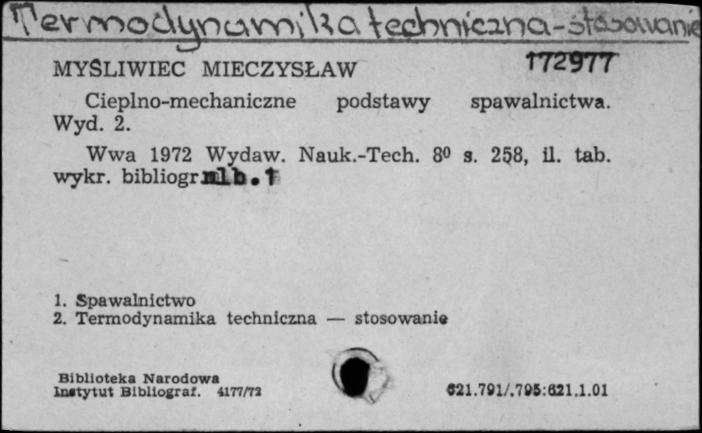 Termodynamika techniczna-stosowanie
172977
MYŚLIWIEC MIECZYSŁAW
Cieplno-mechaniczne podstawy spawalnictwa.
Wyd. 2.
Wwa 1972 Wydaw. Nauk.-Tech. 8⁰ s. 258, il. tab.
wykr. bibliogr. nlb. 1
1. Spawalnictwo
2. Termodynamika techniczna — stosowanie
Biblioteka Narodowa
Instytut Bibliograf. 4177/72
621.791/.795:621.1.01